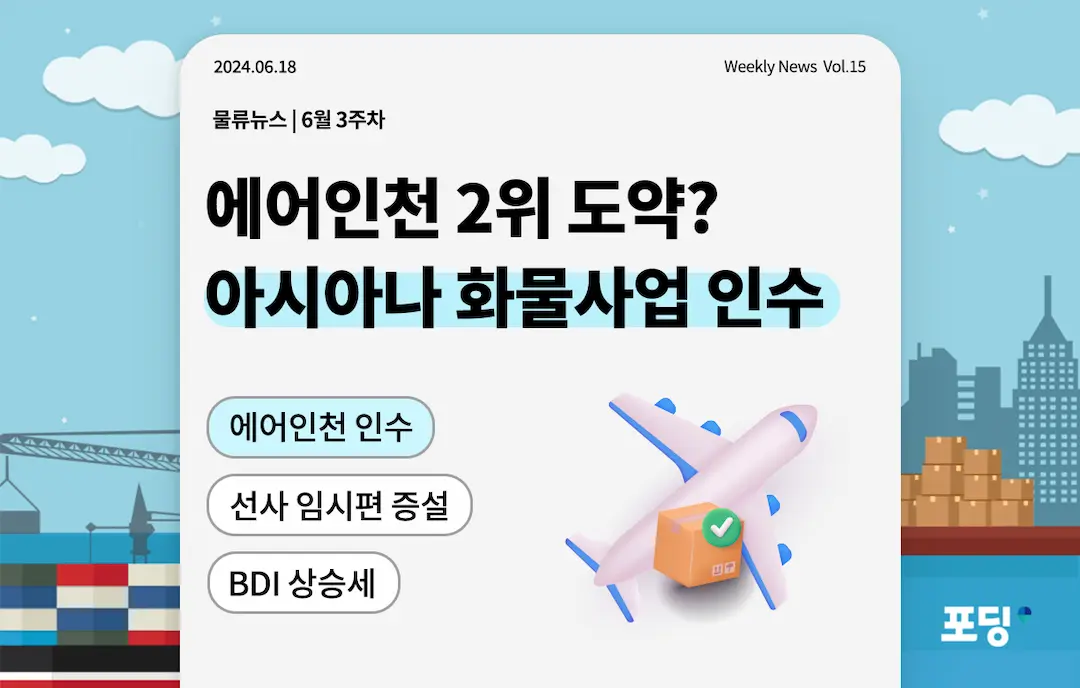 2024.06.18
Weekly News Vol.15
물류뉴스 | 6월 3주차
에어인천 2위 도약?
아시아나 화물사업 인수
에어인천 인수
선사 임시편 증설
BDI 상승세
포딩